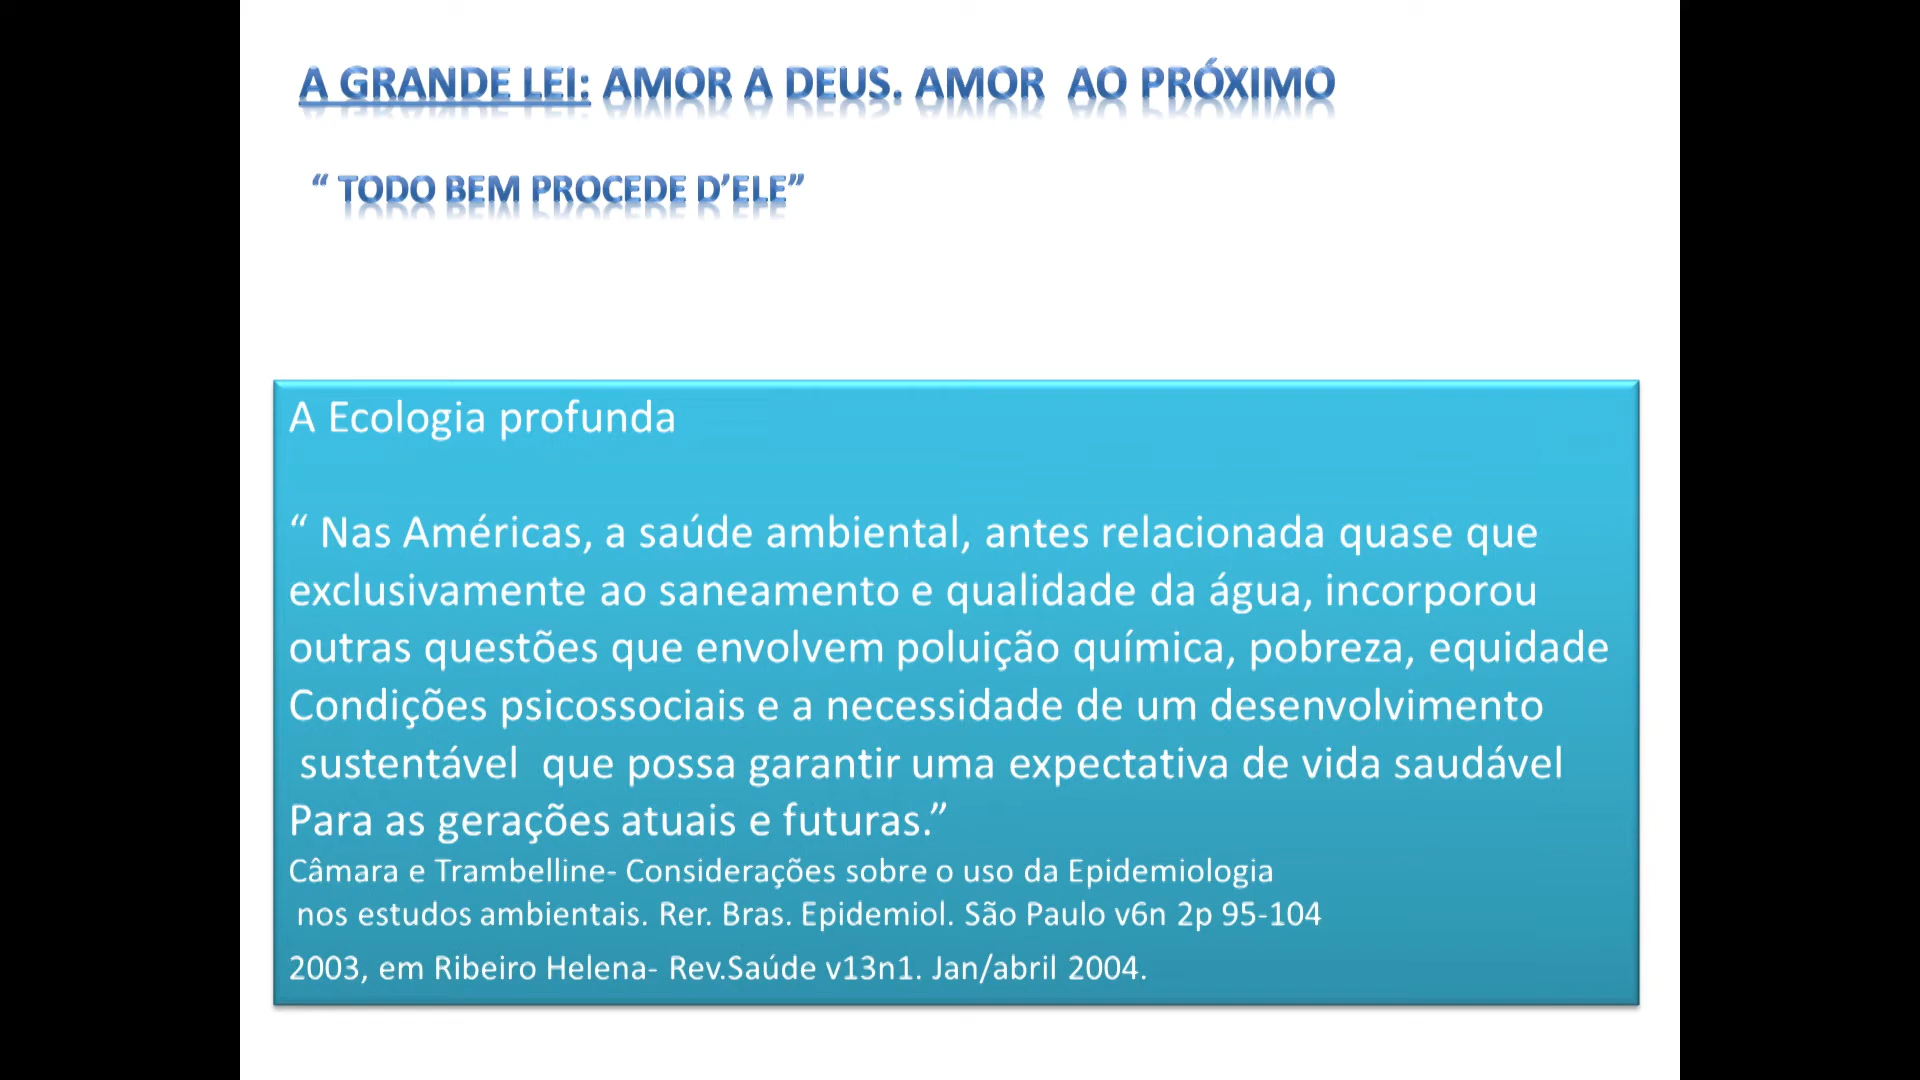 A GRANDE LEI: AMOR A DEUS. AMOR AO PRÓXIMO
“ TODO BEM PROCEDE D’ELE”
A Ecologia profunda
“ Nas Américas, a saúde ambiental, antes relacionada quase que
exclusivamente ao saneamento e qualidade da água, incorporou
outras questões que envolvem poluição química, pobreza, equidade
Condições psicossociais e a necessidade de um desenvolvimento
sustentável que possa garantir uma expectativa de vida saudável
Para as gerações atuais e futuras.”
Câmara e Trambelline- Considerações sobre o uso da Epidemiologia
nos estudos ambientais. Rer. Bras. Epidemiol. São Paulo v6n 2p 95-104
2003, em Ribeiro Helena- Rev.Saúde v13n1. Jan/abril 2004.